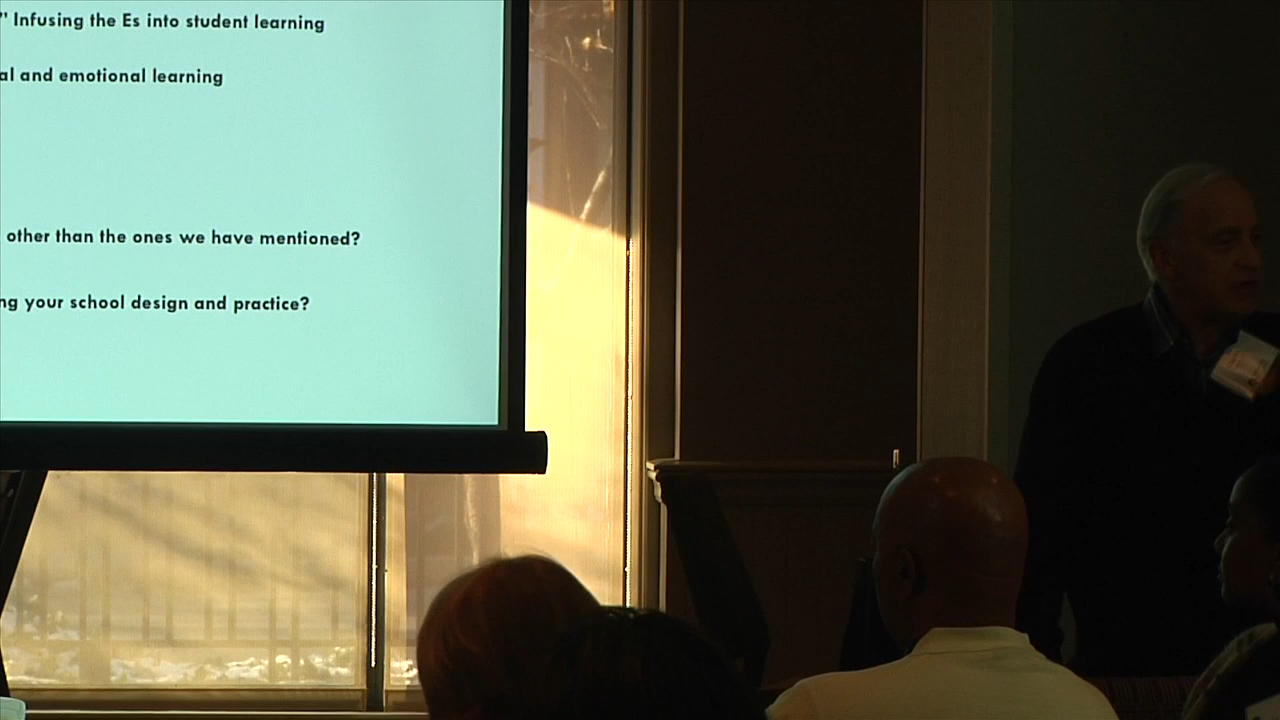 " Infusing the Es into student learning
al and emotional learning
other than the ones we have mentioned?
ng your school design and practice?